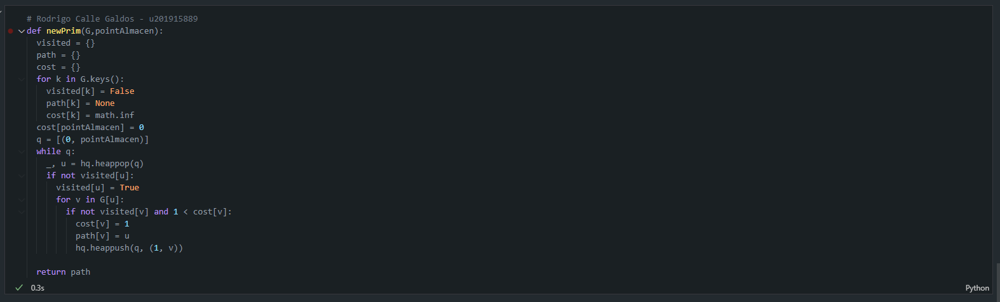 # Rodrigo Calle Galdos - u201915889
def newPrim(G,pointAlmacen):
  visited = {}
  path = {}
  cost = {}
  for k in G.keys():
    visited[k] = False
    path[k] = None
    cost[k] = math.inf
  cost[pointAlmacen] = 0
  q = [(0, pointAlmacen)]
  while q:
    _, u = hq.heappop(q)
    if not visited[u]:
      visited[u] = True
      for v in G[u]:
        if not visited[v] and 1 < cost[v]:
          cost[v] = 1
          path[v] = u
          hq.heappush(q, (1, v))
  return path
0.3s
Python